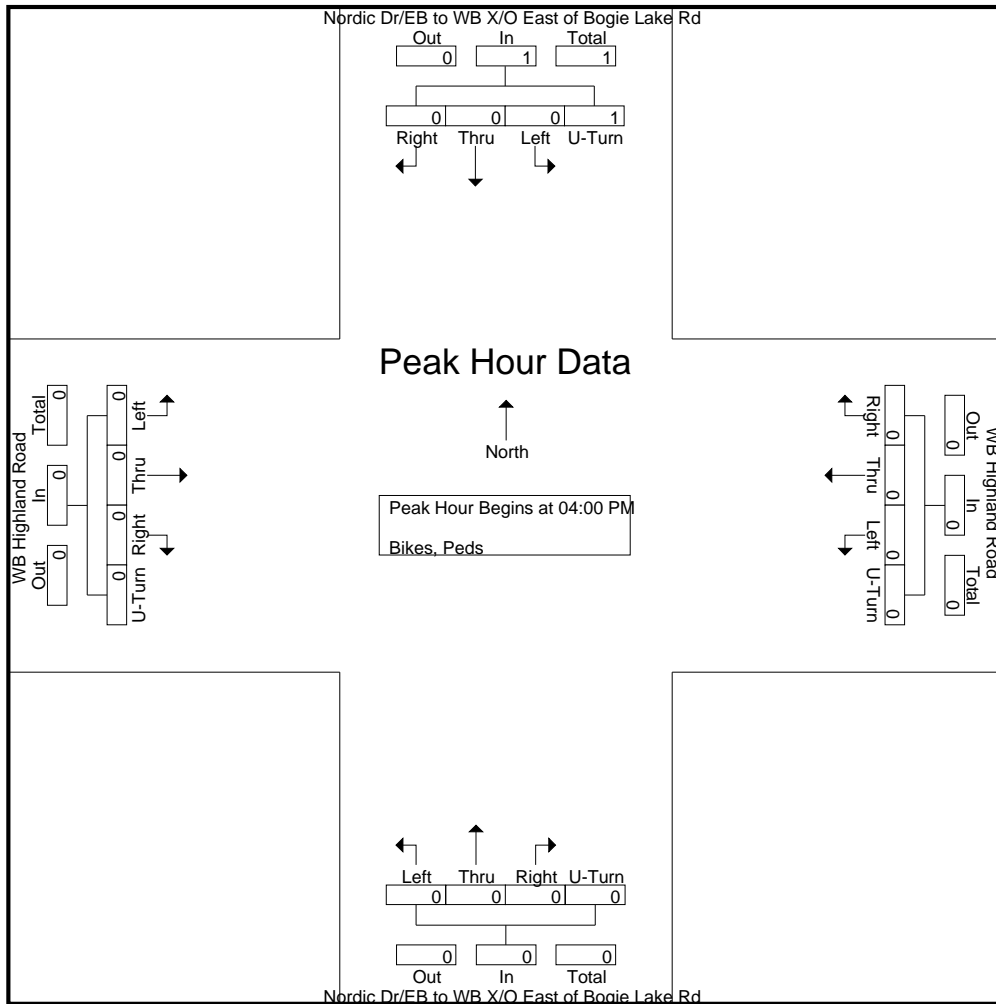 Nordic Dr/EB to WB X/O East of Bogie Lake Rd
Out In Total
0 1 1
0 0 0 1
Right Thru Left U-Turn
Peak Hour Data
North
Peak Hour Begins at 04:00 PM
Bikes, Peds
WB Highland Road
Out In Total
0 0 0
0 0 0 0
U-Turn Right Thru Left
WB Highland Road
Out In Total
0 0 0
0 0 0 0
Right Thru Left U-Turn
Left Thru Right U-Turn
0 0 0 0
0 0 0
Out In Total
Nordic Dr/EB to WB X/O East of Bogie Lake Rd